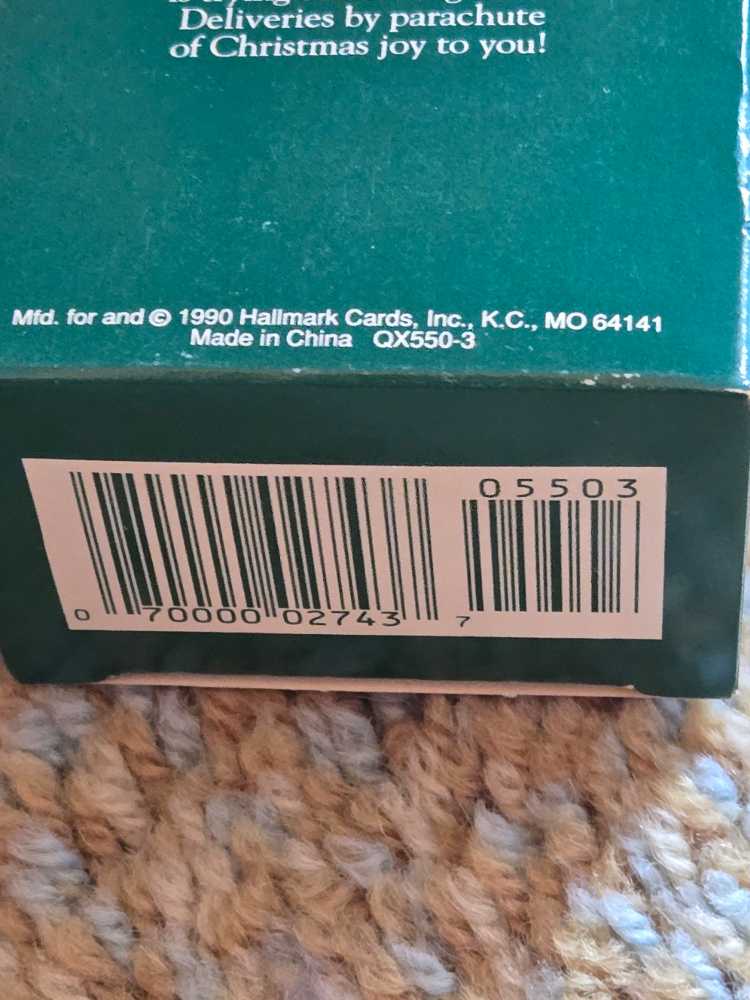 Deliveries by parachute
of Christmas joy to you!
Mfd. for and © 1990 Hallmark Cards, Inc., K.C., MO 64141
Made in China QX550-3
05503
0 70000 02743 7